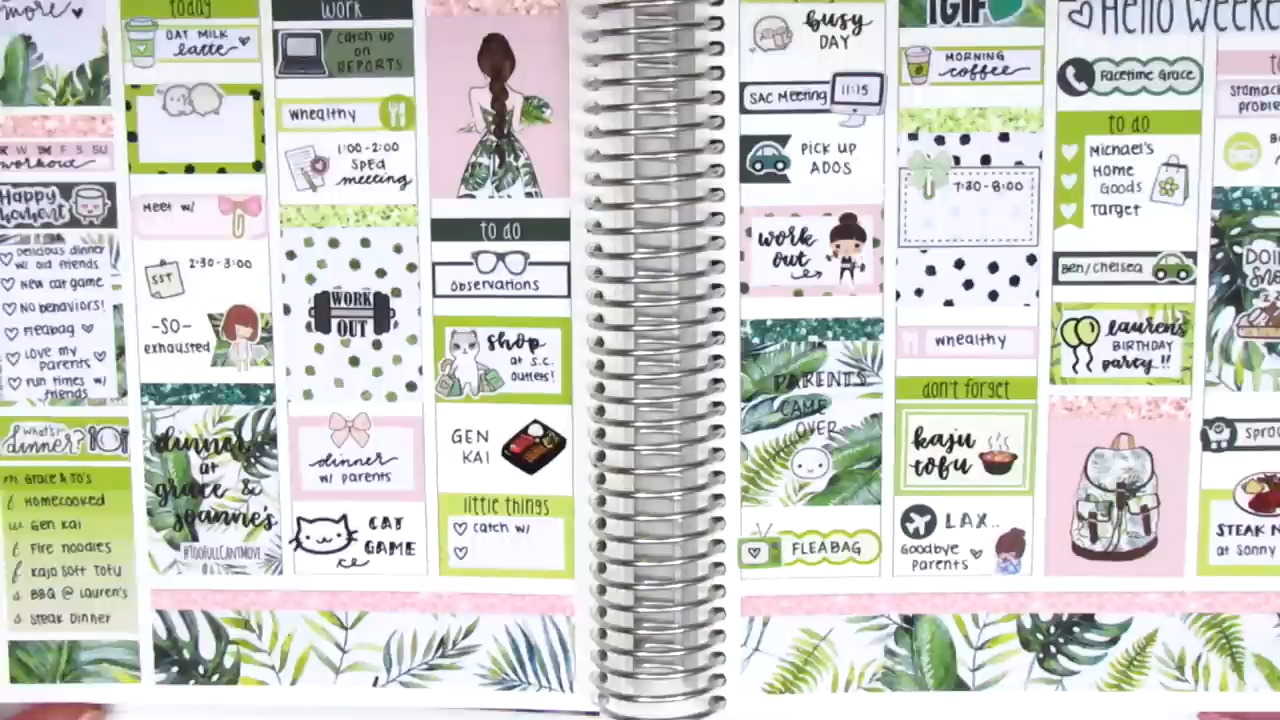 more
K W S U
workout
Happy
moment
delicious dinner
w/ old friends
new car game
No behaviors!
Fleabag
Love my
parents
run times w/
friends
what's
dinner?
Grace & Jo's
Homecooked
Gen Kai
Fire noodles
Kaju Soft Tofu
BBQ @ Lauren's
Steak Dinner
today
OAT MILK
latte
Meet w/
SST
2:30-3:00
-SO-
exhausted
dinner
at
grace &
joanne's
#TOOFULLCANTMOVE
work
catch up
on
REPORTS
whealthy
1:00-2:00
SPED
meeting
WORK
OUT
dinner
w/ parents
CAT
GAME
to do
observations
shop
at S.C.
outlets!
GEN
KAI
little things
catch w/
busy
DAY
SAC Meeting
11:15
PICK UP
ADOS
work
out
PARENTS
CAME
OVER
FLEABAG
TGIF
MORNING
coffee
7:30-8:00
whealthy
don't forget
kaju
tofu
LAX..
Goodbye
parents
Hello Weeke
Facetime Grace
to do
Michael's
Home
Goods
Target
Ben/Chelsea
lauren's
BIRTHDAY
party!!
stomach
proble
DOI
STEAK N
at Sonny